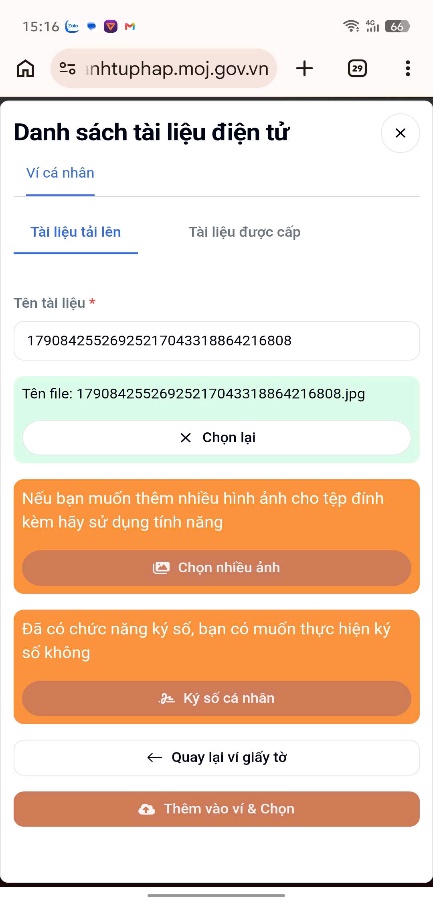 15:16
Zalo
4G
66
anhtuphap.moj.gov.vn
29
Danh sách tài liệu điện tử
Ví cá nhân
Tài liệu tải lên
Tài liệu được cấp
Tên tài liệu *
17908425526925217043318864216808
Tên file: 17908425526925217043318864216808.jpg
Chọn lại
Nếu bạn muốn thêm nhiều hình ảnh cho tệp đính
kèm hãy sử dụng tính năng
Chọn nhiều ảnh
Đã có chức năng ký số, bạn có muốn thực hiện ký
số không
Ký số cá nhân
Quay lại ví giấy tờ
Thêm vào ví & Chọn